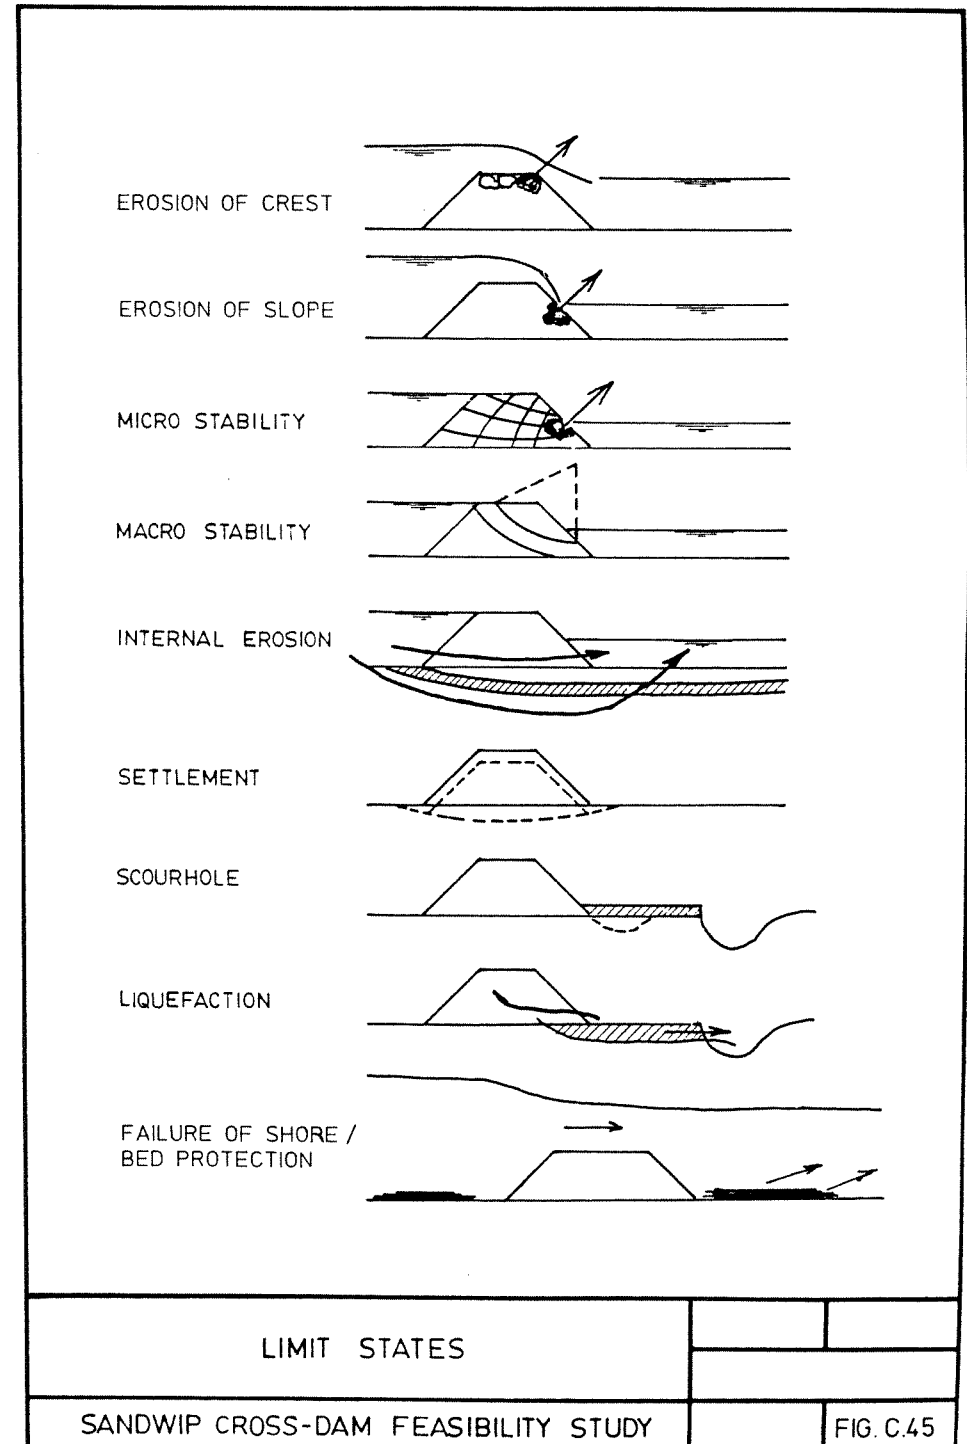 EROSION OF CREST
EROSION OF SLOPE
MICRO STABILITY
MACRO STABILITY
INTERNAL EROSION
SETTLEMENT
SCOURHOLE
LIQUEFACTION
FAILURE OF SHORE /
BED PROTECTION
LIMIT STATES
SANDWIP CROSS-DAM FEASIBILITY STUDY
FIG. C.45